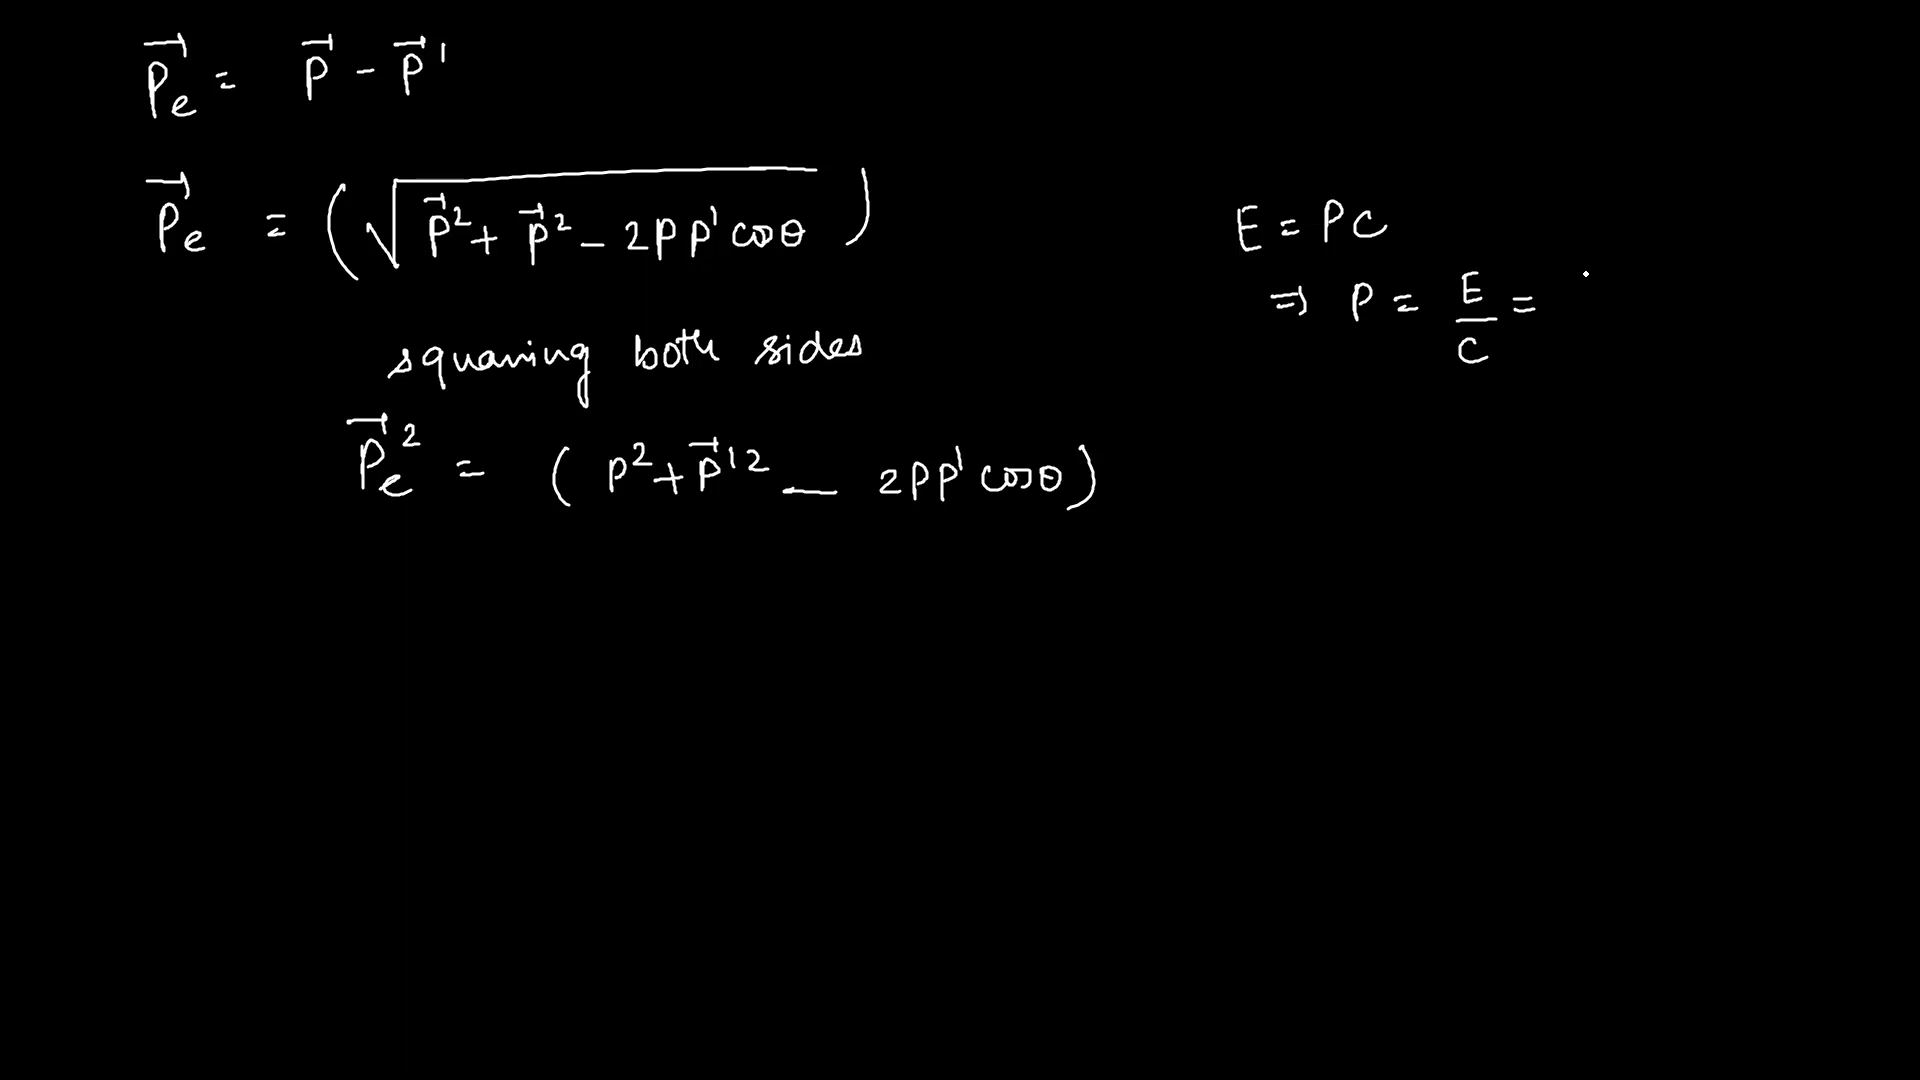 P⃗e = P⃗ - P⃗'
P⃗e = (√(P⃗² + P⃗² - 2PP'cosθ))
E = PC
⇒ P = E/C =
squaring both sides
P⃗e² = (P² + P⃗'² - 2PP'cosθ)